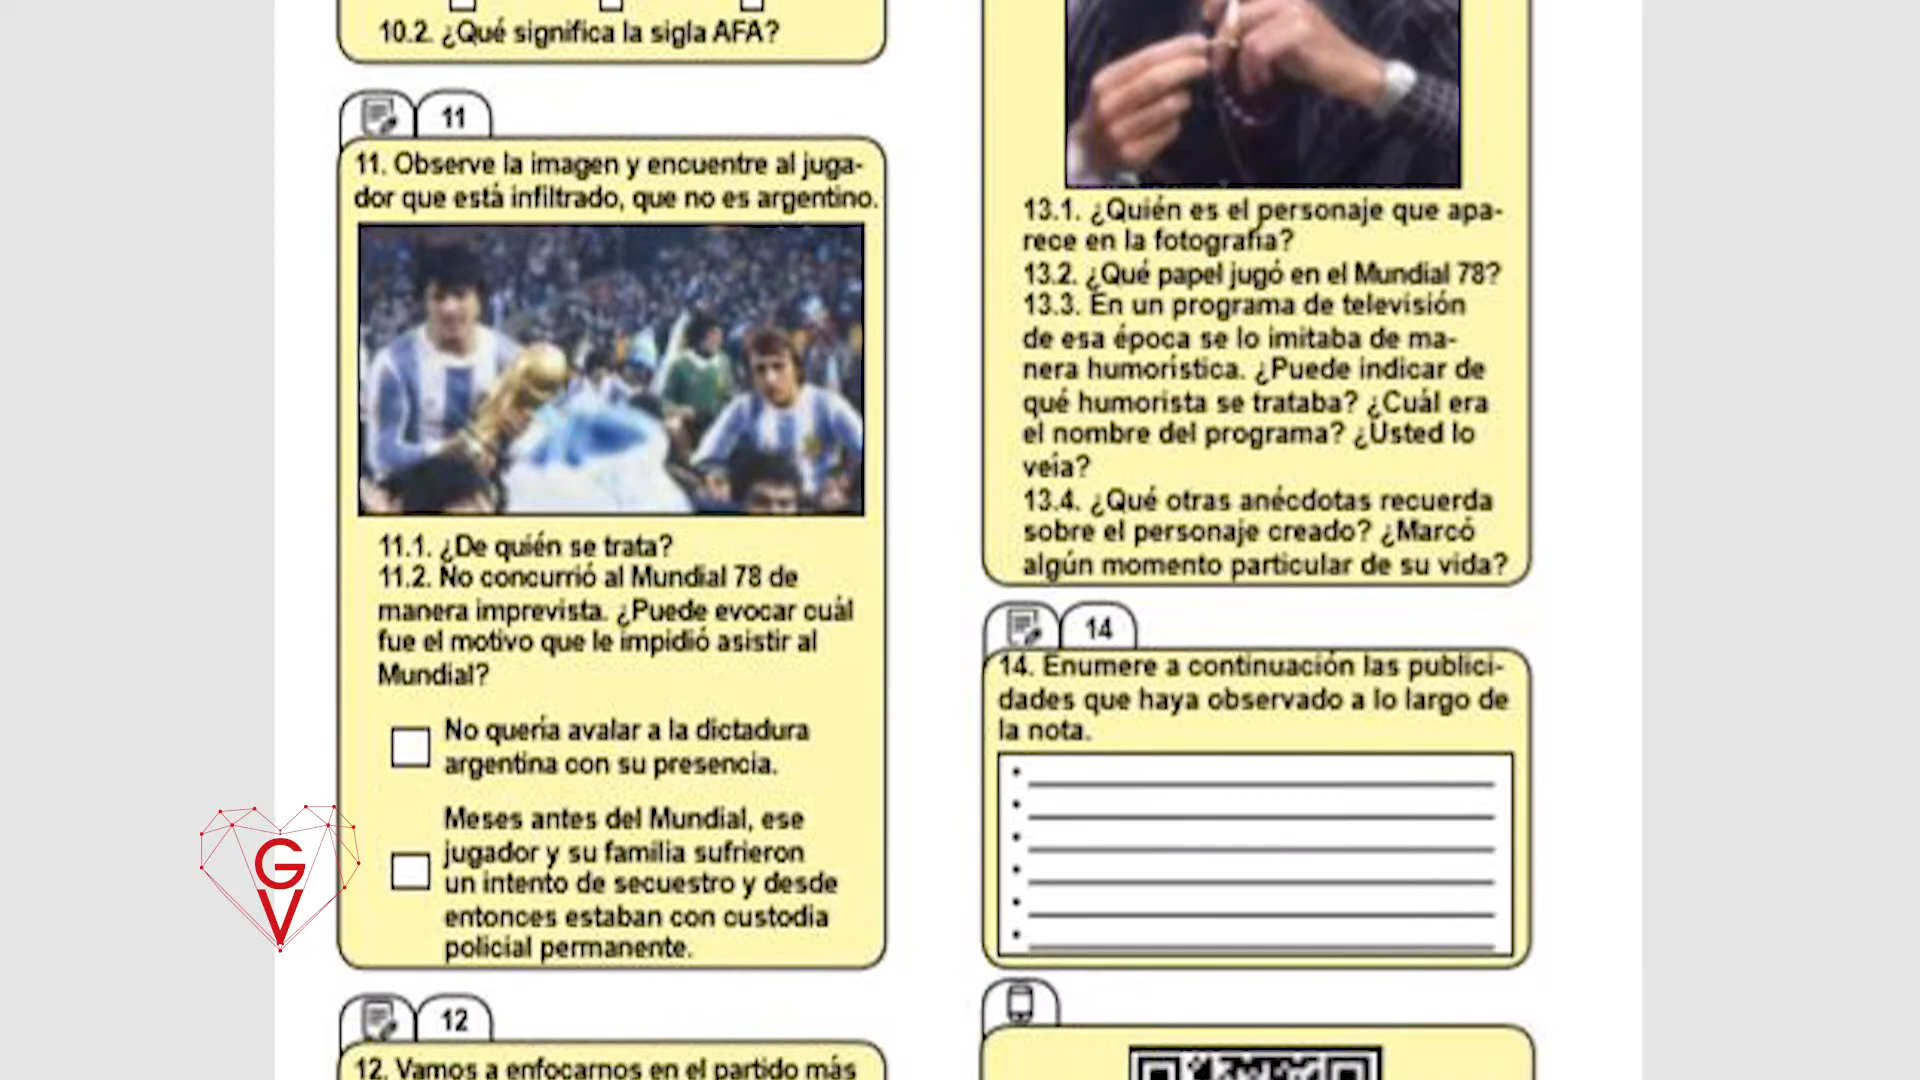 10.2. ¿Qué significa la sigla AFA?
11
11. Observe la imagen y encuentre al juga-
dor que está infiltrado, que no es argentino.
11.1. ¿De quién se trata?
11.2. No concurrió al Mundial 78 de
manera imprevista. ¿Puede evocar cuál
fue el motivo que le impidió asistir al
Mundial?
No quería avalar a la dictadura
argentina con su presencia.
Meses antes del Mundial, ese
jugador y su familia sufrieron
un intento de secuestro y desde
entonces estaban con custodia
policial permanente.
12
12. Vamos a enfocarnos en el partido más
13.1. ¿Quién es el personaje que apa-
rece en la fotografía?
13.2. ¿Qué papel jugó en el Mundial 78?
13.3. En un programa de televisión
de esa época se lo imitaba de ma-
nera humorística. ¿Puede indicar de
qué humorista se trataba? ¿Cuál era
el nombre del programa? ¿Usted lo
veía?
13.4. ¿Qué otras anécdotas recuerda
sobre el personaje creado? ¿Marcó
algún momento particular de su vida?
14
14. Enumere a continuación las publici-
dades que haya observado a lo largo de
la nota.
G
V